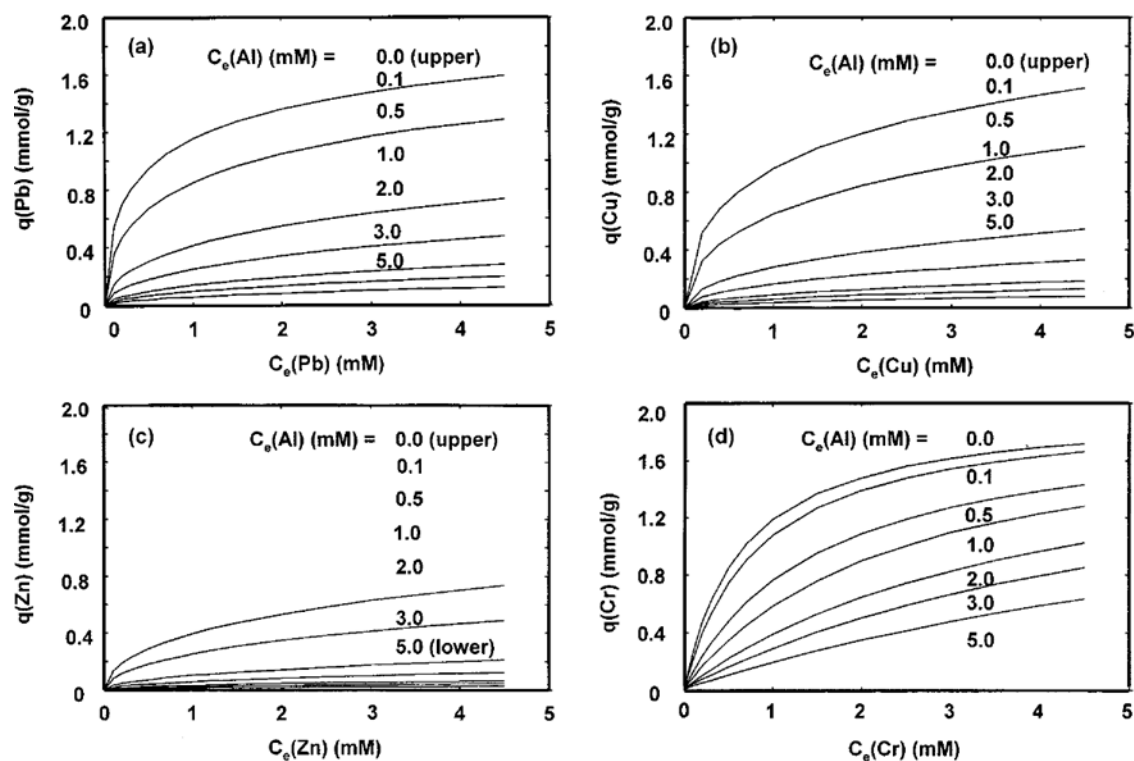 (a)
C_e(Al) (mM) = 0.0 (upper)
0.1
0.5
1.0
2.0
3.0
5.0
q(Pb) (mmol/g)
2.0
1.6
1.2
0.8
0.4
0
0 1 2 3 4 5
C_e(Pb) (mM)
(b)
C_e(Al) (mM) = 0.0 (upper)
0.1
0.5
1.0
2.0
3.0
5.0
q(Cu) (mmol/g)
2.0
1.6
1.2
0.8
0.4
0
0 1 2 3 4 5
C_e(Cu) (mM)
(c)
C_e(Al) (mM) = 0.0 (upper)
0.1
0.5
1.0
2.0
3.0
5.0 (lower)
q(Zn) (mmol/g)
2.0
1.6
1.2
0.8
0.4
0
0 1 2 3 4 5
C_e(Zn) (mM)
(d)
C_e(Al) (mM) = 0.0
0.1
0.5
1.0
2.0
3.0
5.0
q(Cr) (mmol/g)
2.0
1.6
1.2
0.8
0.4
0
0 1 2 3 4 5
C_e(Cr) (mM)